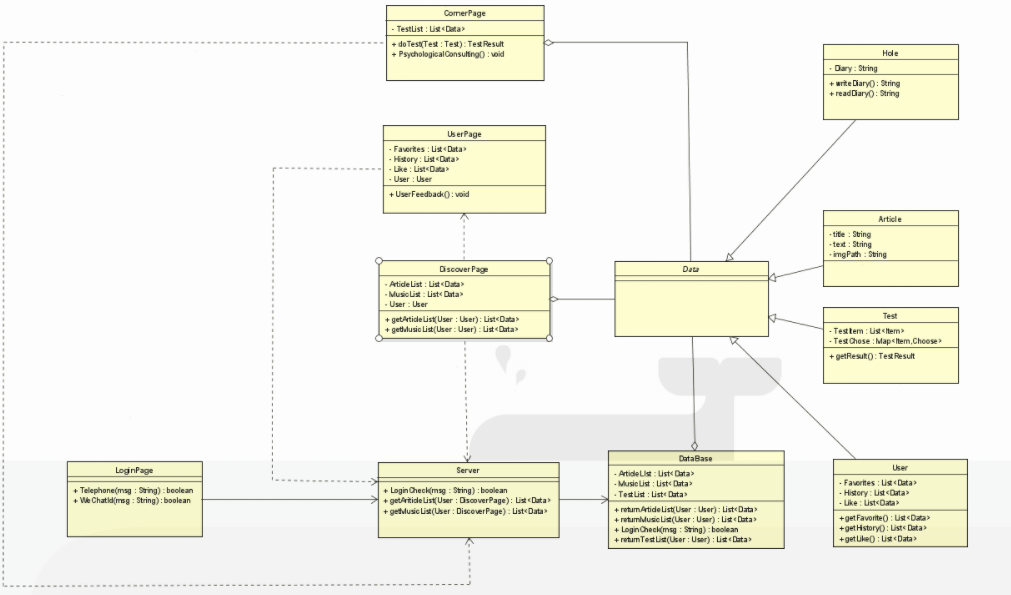 CornerPage
- TestList : List<Data>
+ doTest(Test : Test) : TestResult
+ PsychologicalConsulting() : void
Hole
- Diary : String
+ writeDiary() : String
+ readDiary() : String
UserPage
- Favorites : List<Data>
- History : List<Data>
- Like : List<Data>
- User : User
+ UserFeedback() : void
Article
- title : String
- text : String
- imgPath : String
DiscoverPage
- ArticleList : List<Data>
- MusicList : List<Data>
- User : User
+ getArticleList(User : User) : List<Data>
+ getMusicList(User : User) : List<Data>
Data
Test
- TestItem : List<Item>
- TestChose : Map<Item,Choose>
+ getResult() : TestResult
LoginPage
+ Telephone(msg : String) : boolean
+ WeChatId(msg : String) : boolean
Server
+ LoginCheck(msg : String) : boolean
+ getAriticleList(User : DiscoverPage) : List<Data>
+ getMusicList(User : DiscoverPage) : List<Data>
DataBase
- ArticleList : List<Data>
- MusicList : List<Data>
- TestList : List<Data>
+ returnArticleList(User : User) : List<Data>
+ returnMusicList(User : User) : List<Data>
+ LoginCheck(msg : String) : boolean
+ returnTestList(User : User) : List<Data>
User
- Favorites : List<Data>
- History : List<Data>
- Like : List<Data>
+ getFavorite() : List<Data>
+ getHistory() : List<Data>
+ getLike() : List<Data>